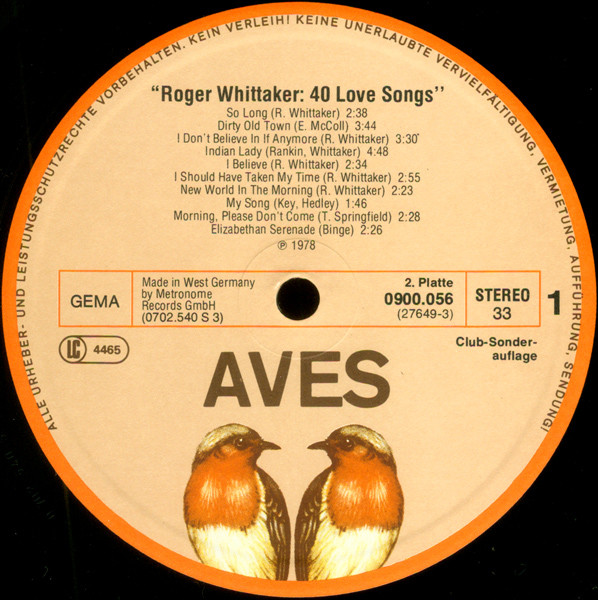 ALLE URHEBER- UND LEISTUNGSSCHUTZRECHTE VORBEHALTEN. KEIN VERLEIH! KEINE UNERLAUBTE VERVIELFÄLTIGUNG, VERMIETUNG, AUFFÜHRUNG, SENDUNG!
"Roger Whittaker: 40 Love Songs"
So Long (R. Whittaker) 2:38
Dirty Old Town (E. McColl) 3:44
I Don't Believe In If Anymore (R. Whittaker) 3:30
Indian Lady (Rankin, Whittaker) 4:48
I Believe (R. Whittaker) 2:34
I Should Have Taken My Time (R. Whittaker) 2:55
New World In The Morning (R. Whittaker) 2:23
My Song (Key, Hedley) 1:46
Morning, Please Don't Come (T. Springfield) 2:28
Elizabethan Serenade (Binge) 2:26
℗ 1978
GEMA
Made in West Germany
by Metronome
Records GmbH
(0702.540 S 3)
2. Platte
0900.056
(27649-3)
STEREO
33
1
LC 4465
Club-Sonder-
auflage
AVES